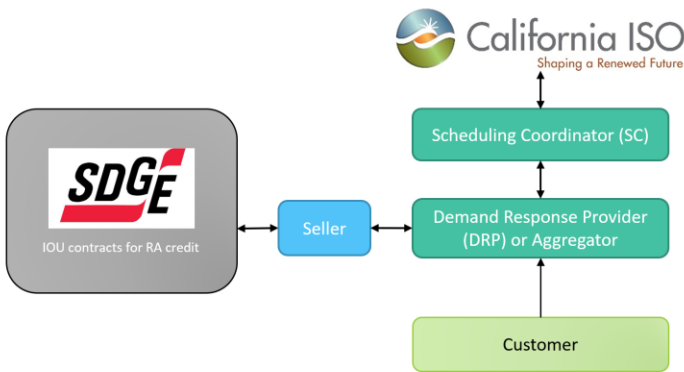 California ISO
Shaping a Renewed Future
Scheduling Coordinator (SC)
SDGE
IOU contracts for RA credit
Seller
Demand Response Provider
(DRP) or Aggregator
Customer